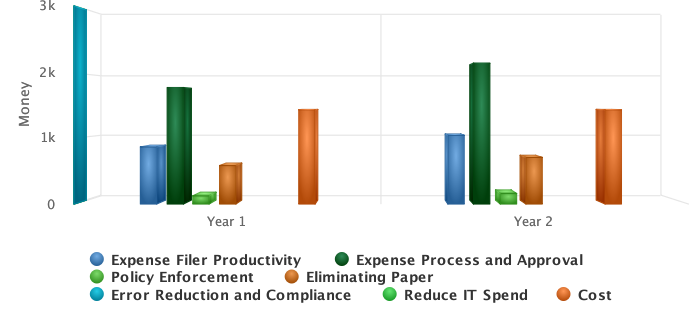 3k
2k
1k
0
Money
Year 1 Year 2
Expense Filer Productivity Expense Process and Approval
Policy Enforcement Eliminating Paper
Error Reduction and Compliance Reduce IT Spend Cost